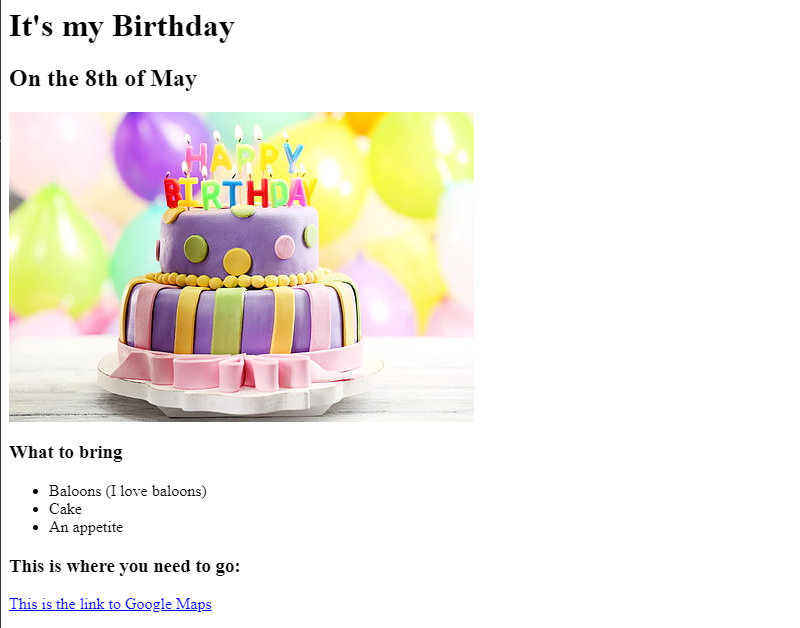 It's my Birthday
On the 8th of May
HAPPY
BIRTHDAY
What to bring
Baloons (I love baloons)
Cake
An appetite
This is where you need to go:
This is the link to Google Maps